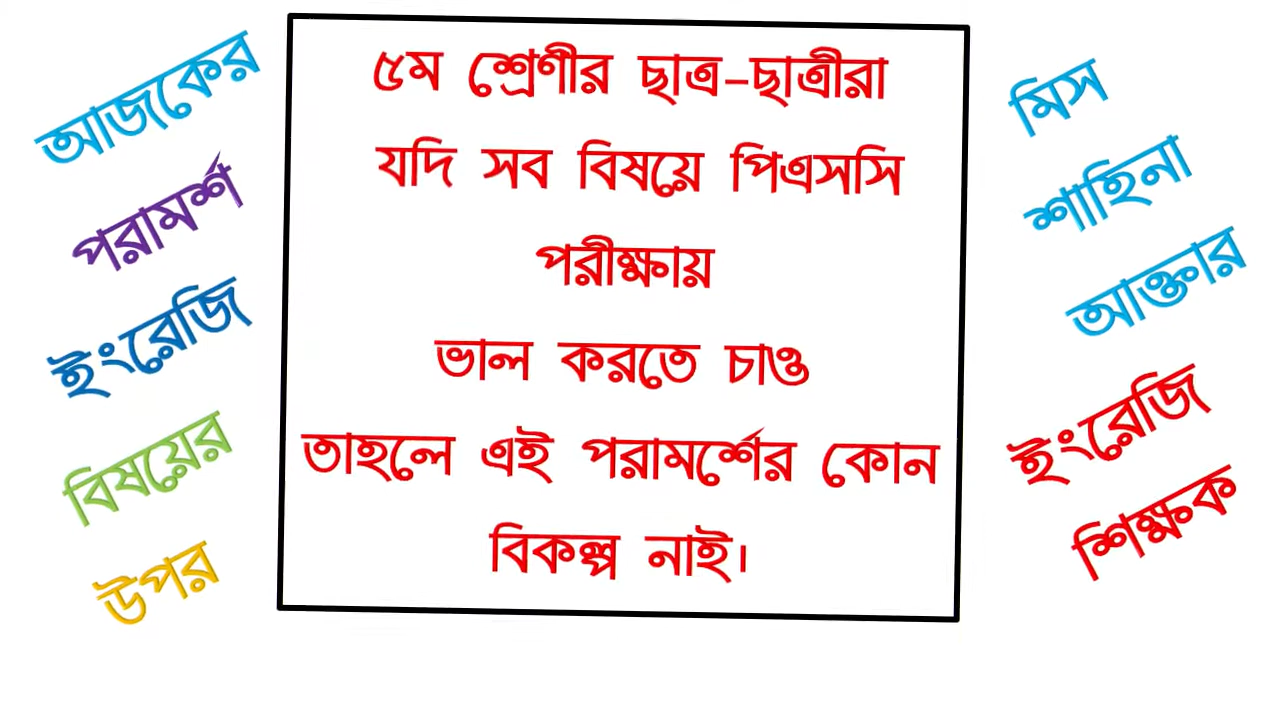 আজকের
পরামর্শ
ইংরেজি
বিষয়ের
উপর
৫ম শ্রেণীর ছাত্র-ছাত্রীরা
যদি সব বিষয়ে পিএসসি
পরীক্ষায়
ভাল করতে চাও
তাহলে এই পরামর্শের কোন
বিকল্প নাই।
মিস
শাহিনা
আক্তার
ইংরেজি
শিক্ষক